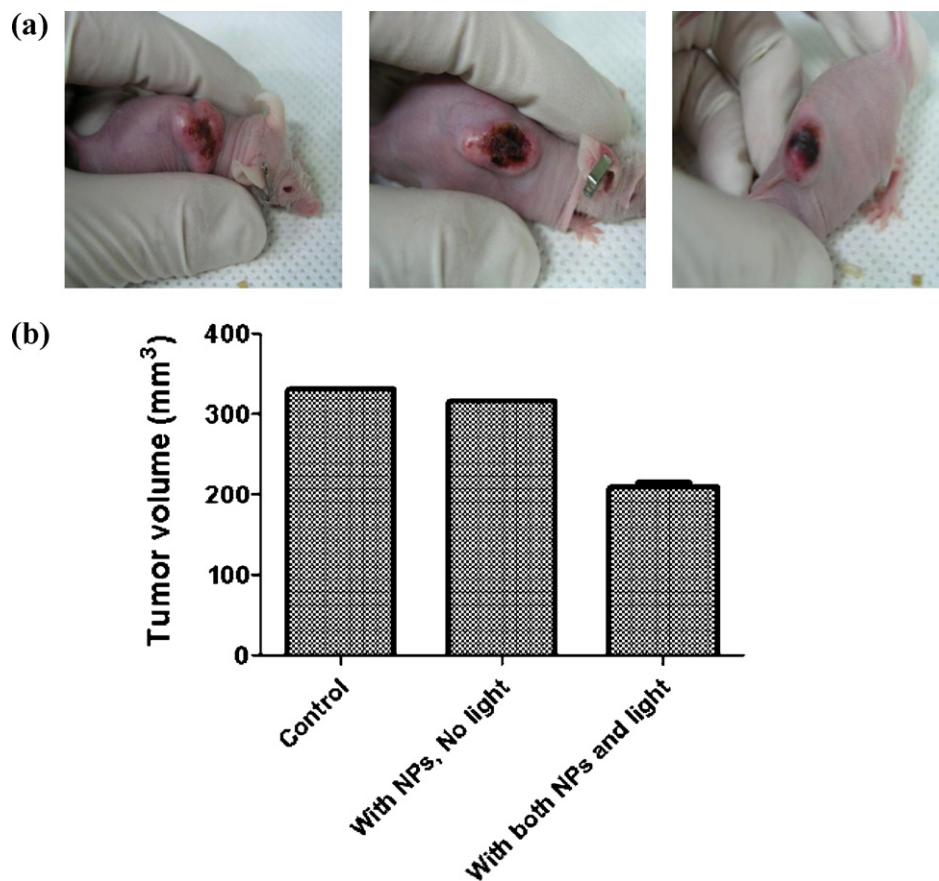 (a)
(b)
Tumor volume (mm³)
400
300
200
100
0
Control
With NPs, No light
With both NPs and light